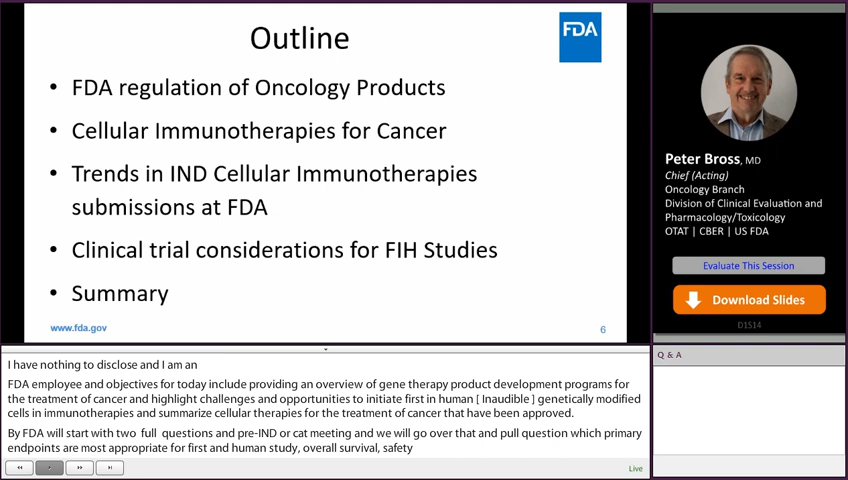 Outline
FDA
• FDA regulation of Oncology Products
• Cellular Immunotherapies for Cancer
• Trends in IND Cellular Immunotherapies
submissions at FDA
• Clinical trial considerations for FIH Studies
• Summary
www.fda.gov
6
Peter Bross, MD
Chief (Acting)
Oncology Branch
Division of Clinical Evaluation and
Pharmacology/Toxicology
OTAT | CBER | US FDA
Evaluate This Session
Download Slides
D1S14
I have nothing to disclose and I am an
FDA employee and objectives for today include providing an overview of gene therapy product development programs for
the treatment of cancer and highlight challenges and opportunities to initiate first in human [ Inaudible ] genetically modified
cells in immunotherapies and summarize cellular therapies for the treatment of cancer that have been approved.
By FDA will start with two full questions and pre-IND or cat meeting and we will go over that and pull question which primary
endpoints are most appropriate for first and human study, overall survival, safety
Live
Q & A